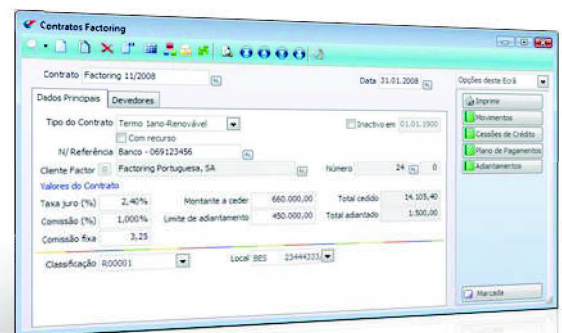 Contratos Factoring
Contrato Factoring 11/2008
Data 31.01.2008
Opções deste Ecrã
Dados Principais
Devedores
Imprimir
Movimentos
Cessões de Crédito
Plano de Pagamentos
Adiantamentos
Tipo do Contrato Termo 1ano-Renovável
Inactivo em 01.01.1900
Com recurso
N/ Referência Banco - 069123456
Cliente Factor Factoring Portuguesa, SA
Número 24 0
Valores do Contrato
Taxa juro (%) 2,40% Montante a ceder 660.000,00 Total cedido 14.105,40
Comissão (%) 1,000% Limite de adiantamento 450.000,00 Total adiantado 1.500,00
Comissão fixa 3,25
Classificação R00001 Local BES 23444333
Marcada